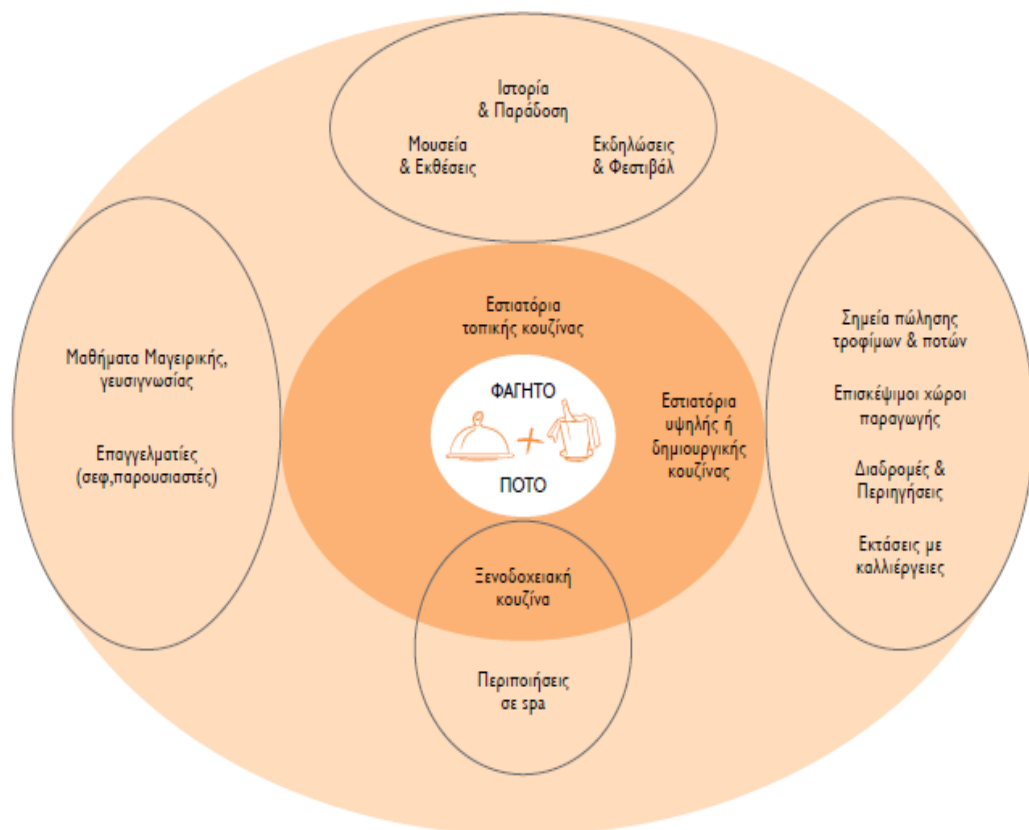 Ιστορία
& Παράδοση
Μουσεία
& Εκθέσεις
Εκδηλώσεις
& Φεστιβάλ
Μαθήματα Μαγειρικής,
γευσιγνωσίας
Επαγγελματίες
(σεφ,παρουσιαστές)
Εστιατόρια
τοπικής κουζίνας
ΦΑΓΗΤΟ
+
ΠΟΤΟ
Εστιατόρια
υψηλής ή
δημιουργικής
κουζίνας
Σημεία πώλησης
τροφίμων & ποτών
Επισκέψιμοι χώροι
παραγωγής
Διαδρομές &
Περιηγήσεις
Εκτάσεις με
καλλιέργειες
Ξενοδοχειακή
κουζίνα
Περιποιήσεις
σε spa